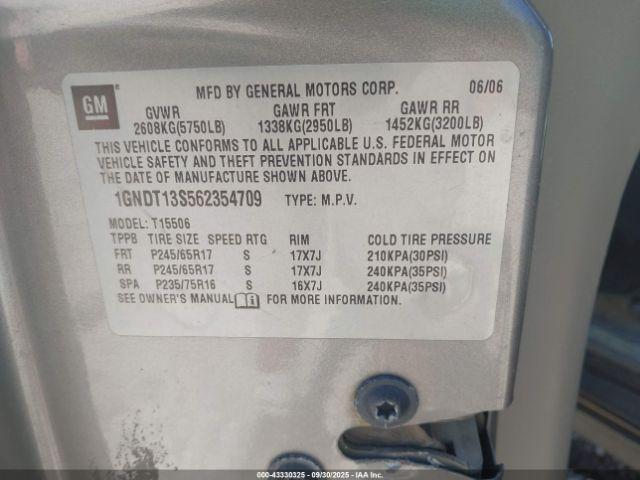 GM
MFD BY GENERAL MOTORS CORP. 06/06
GVWR GAWR FRT GAWR RR
2608KG(5750LB) 1338KG(2950LB) 1452KG(3200LB)
THIS VEHICLE CONFORMS TO ALL APPLICABLE U.S. FEDERAL MOTOR
VEHICLE SAFETY AND THEFT PREVENTION STANDARDS IN EFFECT ON
THE DATE OF MANUFACTURE SHOWN ABOVE.
1GNDT13S562354709 TYPE: M.P.V.
MODEL: T15506
TPPB TIRE SIZE SPEED RTG RIM COLD TIRE PRESSURE
FRT P245/65R17 S 17X7J 210KPA(30PSI)
RR P245/65R17 S 17X7J 240KPA(35PSI)
SPA P235/75R16 S 16X7J 240KPA(35PSI)
SEE OWNER'S MANUAL FOR MORE INFORMATION.
000-43330325 - 09/30/2025 - IAAI.com